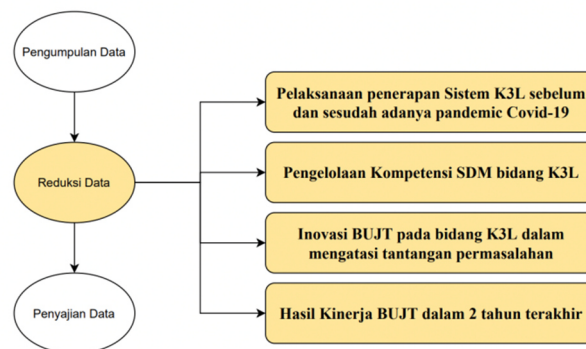 Pengumpulan Data
Reduksi Data
Penyajian Data
Pelaksanaan penerapan Sistem K3L sebelum
dan sesudah adanya pandemic Covid-19
Pengelolaan Kompetensi SDM bidang K3L
Inovasi BUJT pada bidang K3L dalam
mengatasi tantangan permasalahan
Hasil Kinerja BUJT dalam 2 tahun terakhir